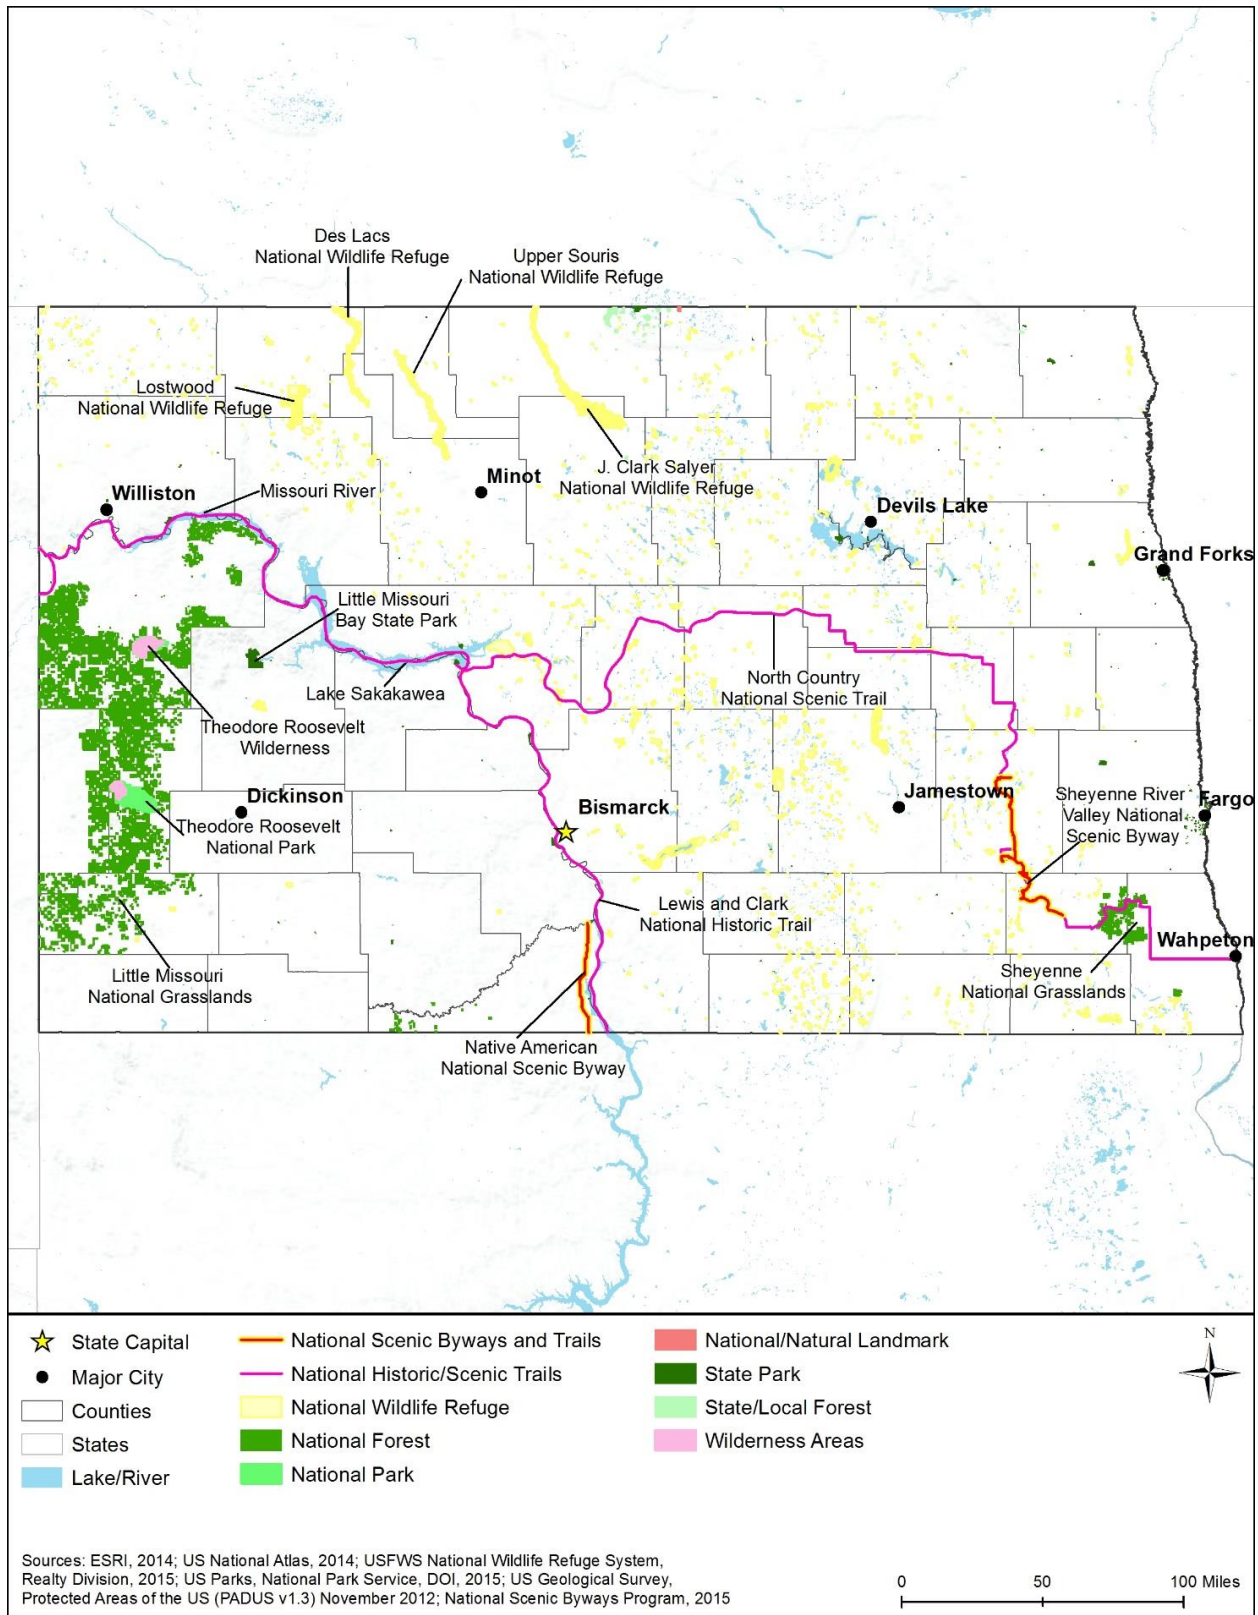 Des Lacs
National Wildlife Refuge
Upper Souris
National Wildlife Refuge
Lostwood
National Wildlife Refuge
J. Clark Salyer
National Wildlife Refuge
Minot
Williston
Missouri River
Devils Lake
Grand Forks
Little Missouri
Bay State Park
North Country
National Scenic Trail
Lake Sakakawea
Theodore Roosevelt
Wilderness
Dickinson
Bismarck
Jamestown
Sheyenne River
Valley National
Scenic Byway
Fargo
Theodore Roosevelt
National Park
Lewis and Clark
National Historic Trail
Wahpeton
Little Missouri
National Grasslands
Sheyenne
National Grasslands
Native American
National Scenic Byway
State Capital
Major City
Counties
States
Lake/River
National Scenic Byways and Trails
National Historic/Scenic Trails
National Wildlife Refuge
National Forest
National Park
National/Natural Landmark
State Park
State/Local Forest
Wilderness Areas
N
Sources: ESRI, 2014; US National Atlas, 2014; USFWS National Wildlife Refuge System,
Realty Division, 2015; US Parks, National Park Service, DOI, 2015; US Geological Survey,
Protected Areas of the US (PADUS v1.3) November 2012; National Scenic Byways Program, 2015
0 50 100 Miles